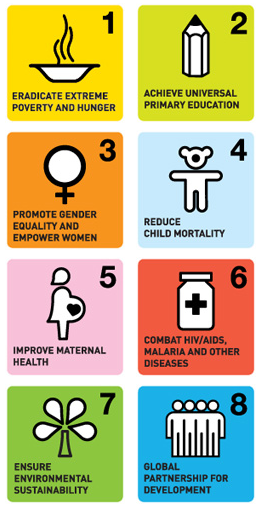 1
ERADICATE EXTREME
POVERTY AND HUNGER
2
ACHIEVE UNIVERSAL
PRIMARY EDUCATION
3
PROMOTE GENDER
EQUALITY AND
EMPOWER WOMEN
4
REDUCE
CHILD MORTALITY
5
IMPROVE MATERNAL
HEALTH
6
COMBAT HIV/AIDS,
MALARIA AND OTHER
DISEASES
7
ENSURE
ENVIRONMENTAL
SUSTAINABILITY
8
GLOBAL
PARTNERSHIP FOR
DEVELOPMENT